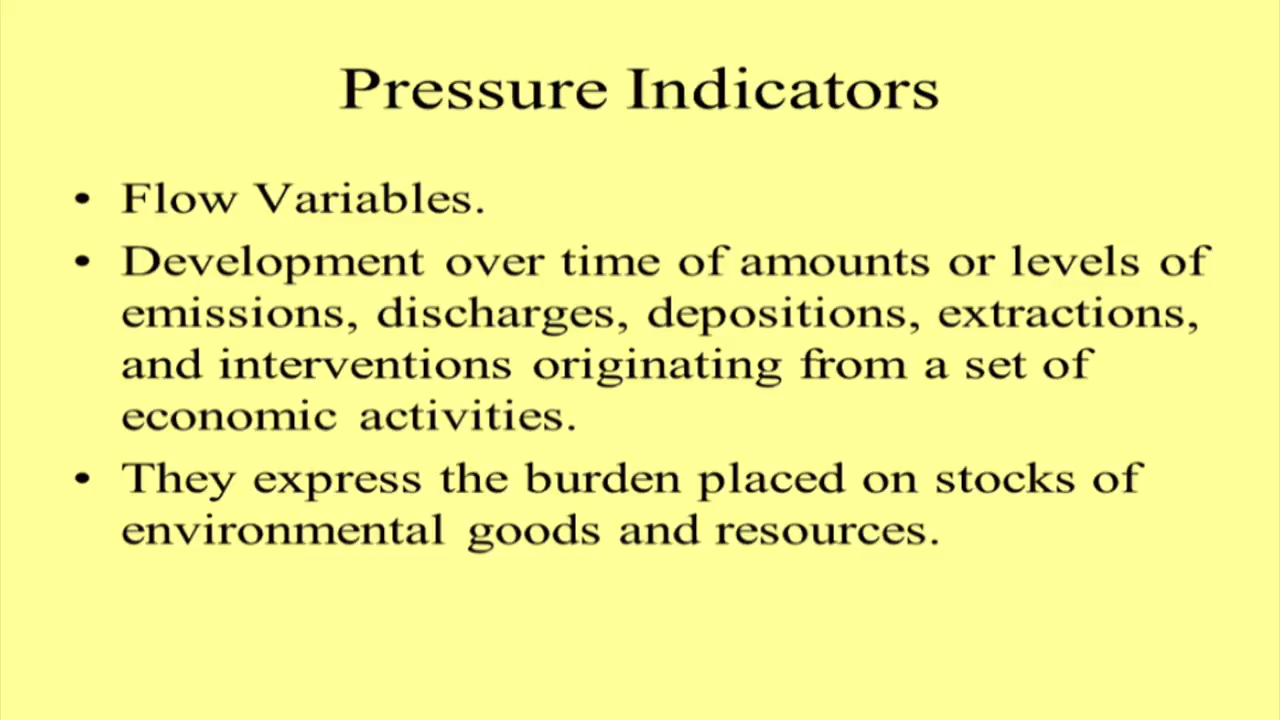 Pressure Indicators
• Flow Variables.
• Development over time of amounts or levels of
emissions, discharges, depositions, extractions,
and interventions originating from a set of
economic activities.
• They express the burden placed on stocks of
environmental goods and resources.